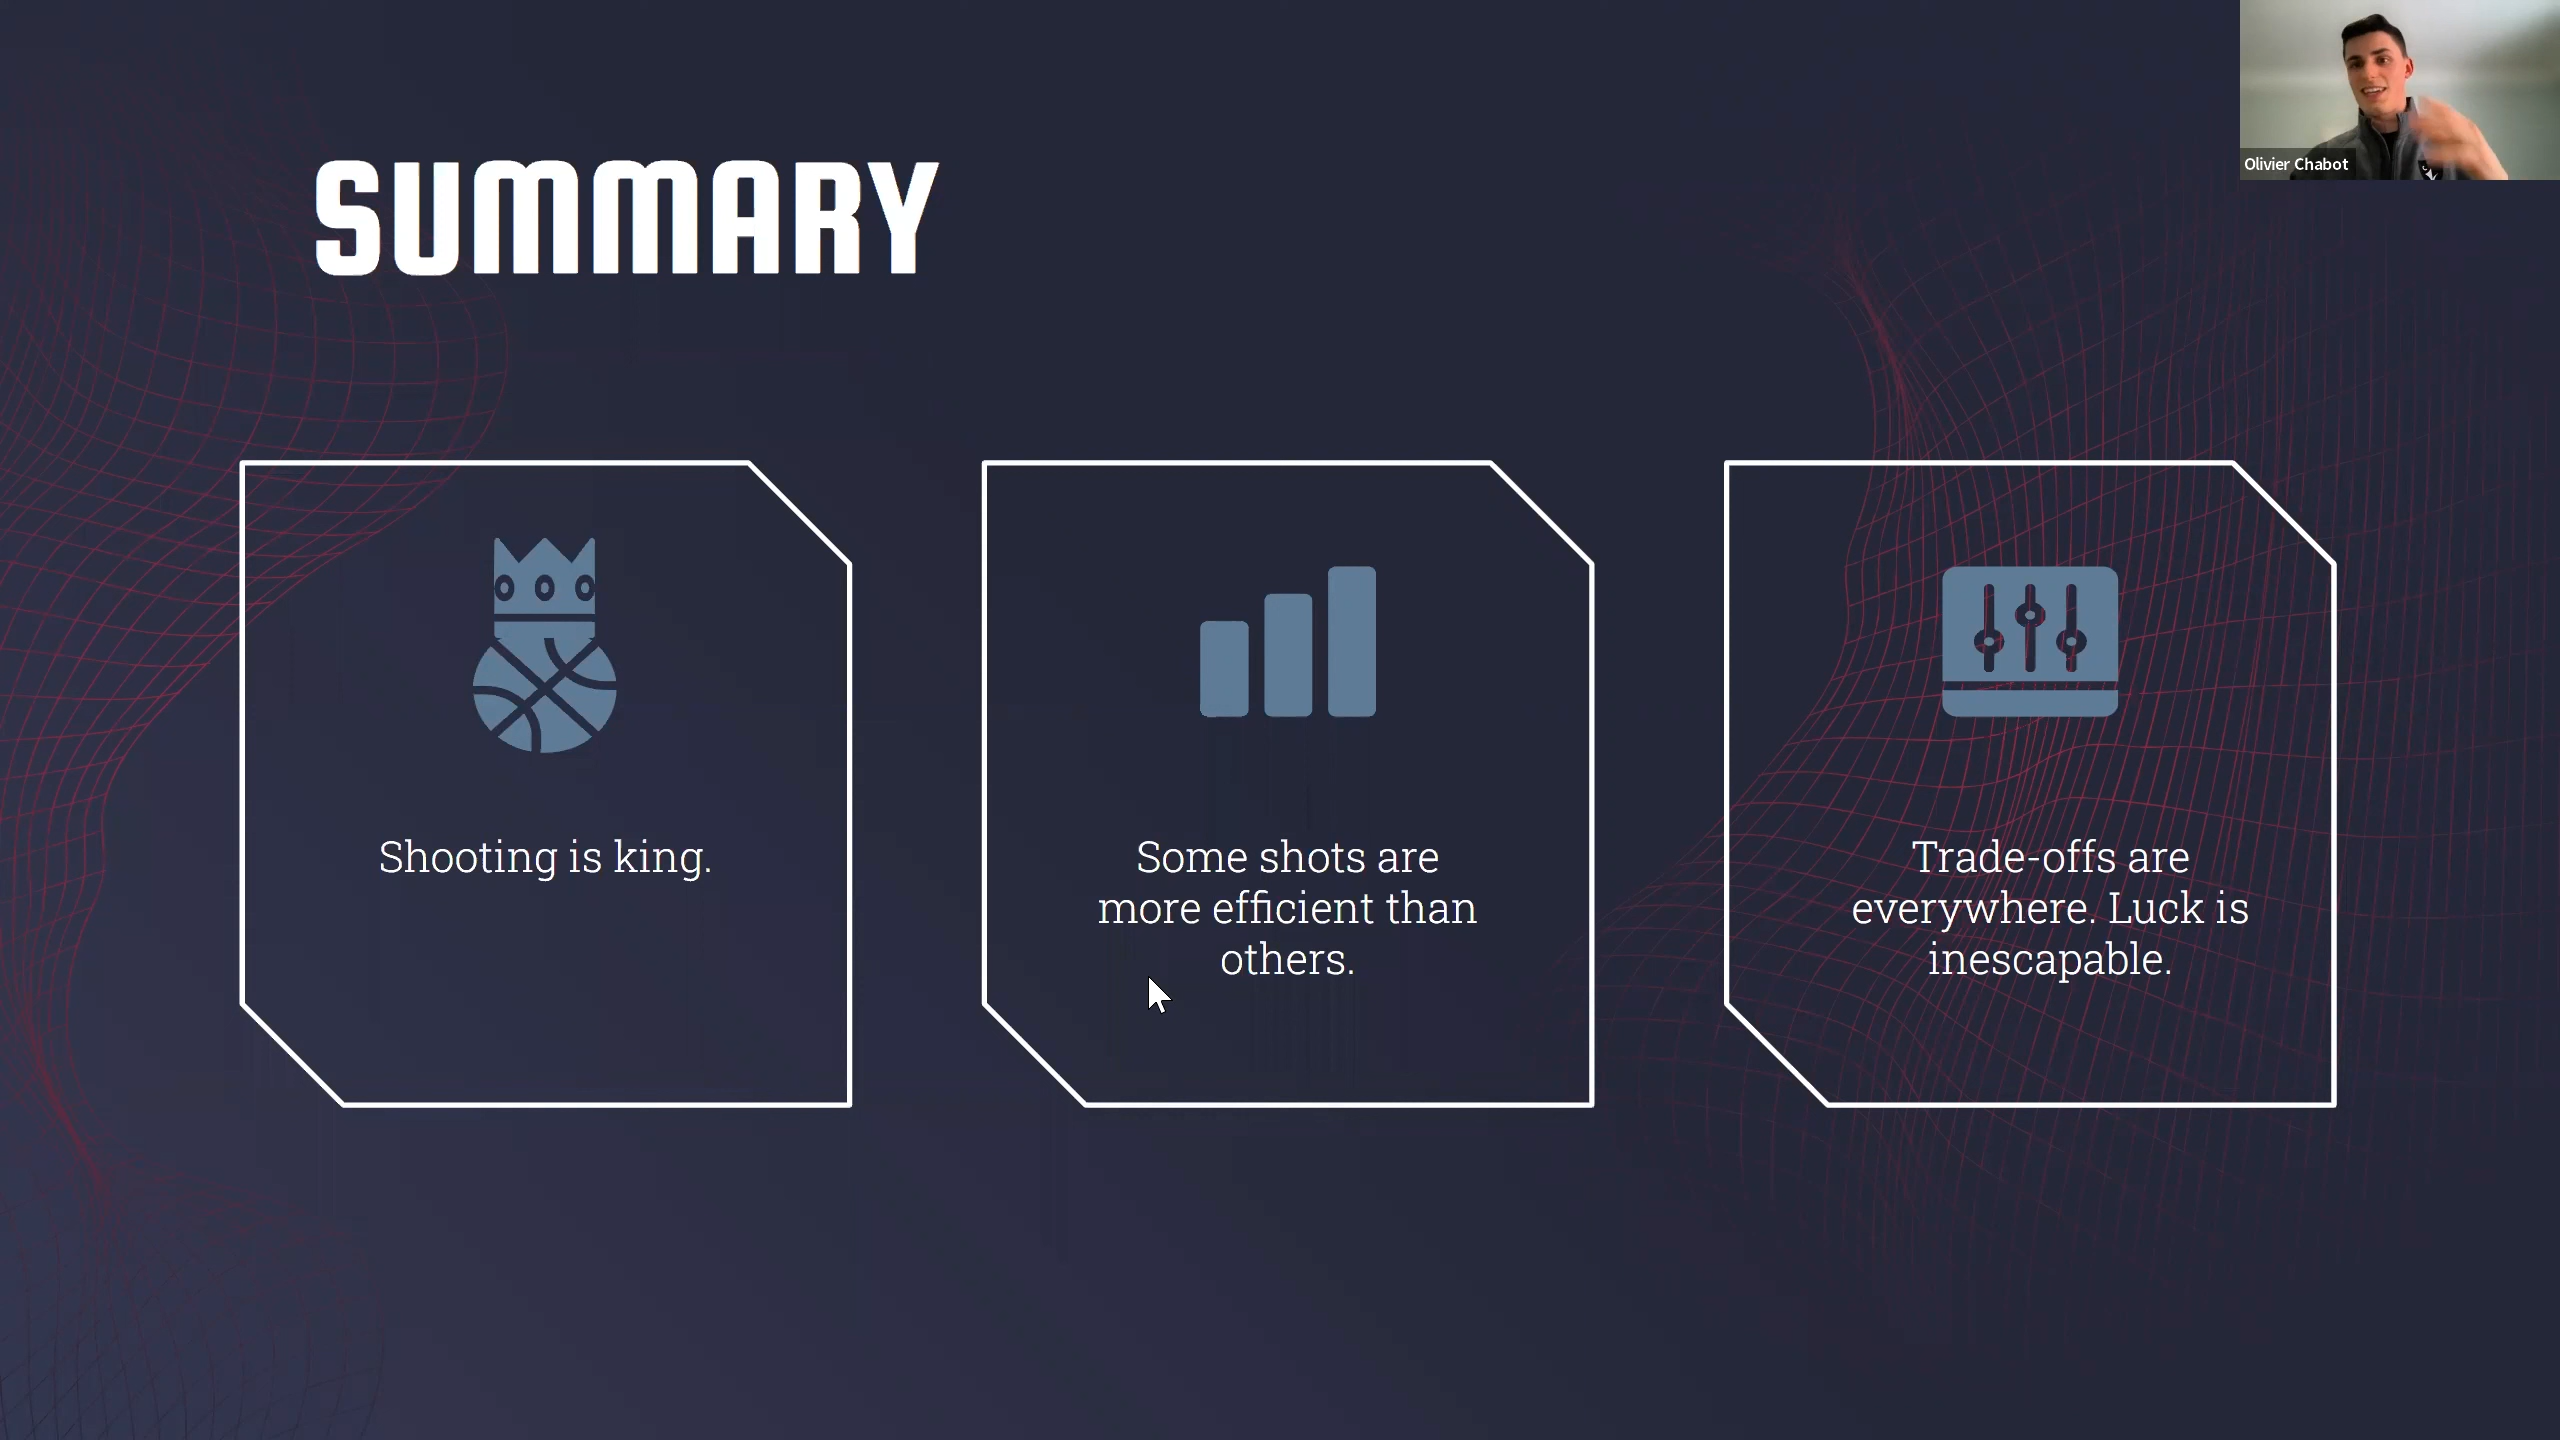 SUMMARY
Olivier Chabot
Shooting is king.
Some shots are
more efficient than
others.
Trade-offs are
everywhere. Luck is
inescapable.